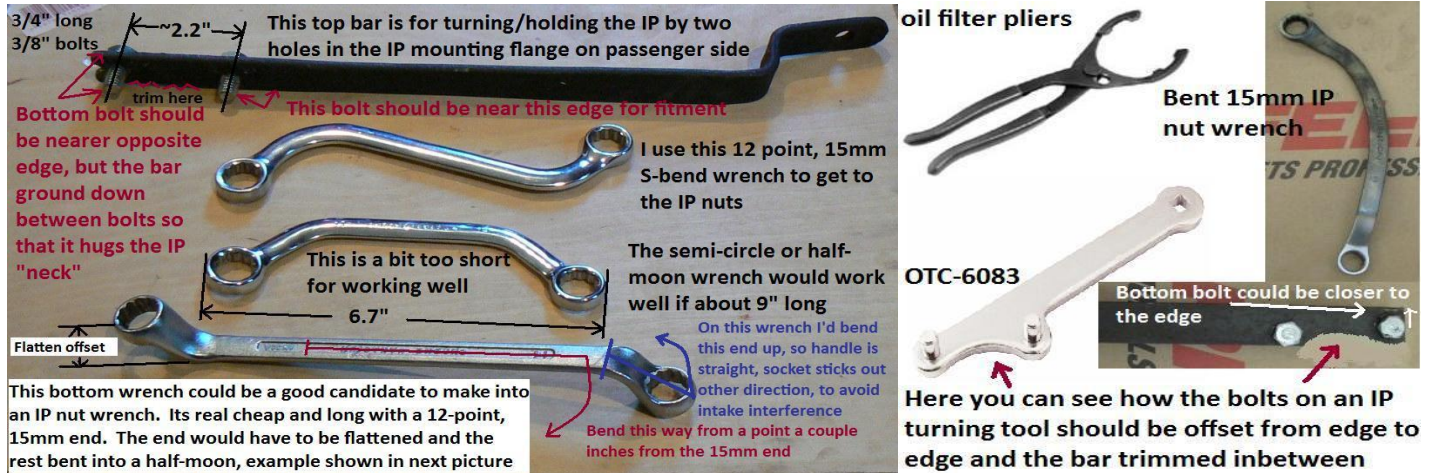 3/4" long
3/8" bolts
~2.2"
This top bar is for turning/holding the IP by two
holes in the IP mounting flange on passenger side
trim here
This bolt should be near this edge for fitment
Bottom bolt should
be nearer opposite
edge, but the bar
ground down
between bolts so
that it hugs the IP
"neck"
I use this 12 point, 15mm
S-bend wrench to get to
the IP nuts
This is a bit too short
for working well
6.7"
The semi-circle or half-
moon wrench would work
well if about 9" long
Flatten offset
On this wrench I'd bend
this end up, so handle is
straight, socket sticks out
other direction, to avoid
intake interference
Bend this way from a point a couple
inches from the 15mm end
This bottom wrench could be a good candidate to make into
an IP nut wrench. Its real cheap and long with a 12-point,
15mm end. The end would have to be flattened and the
rest bent into a half-moon, example shown in next picture
oil filter pliers
Bent 15mm IP
nut wrench
ETS PROFESS
OTC-6083
Bottom bolt could be closer to
the edge
Here you can see how the bolts on an IP
turning tool should be offset from edge to
edge and the bar trimmed inbetween